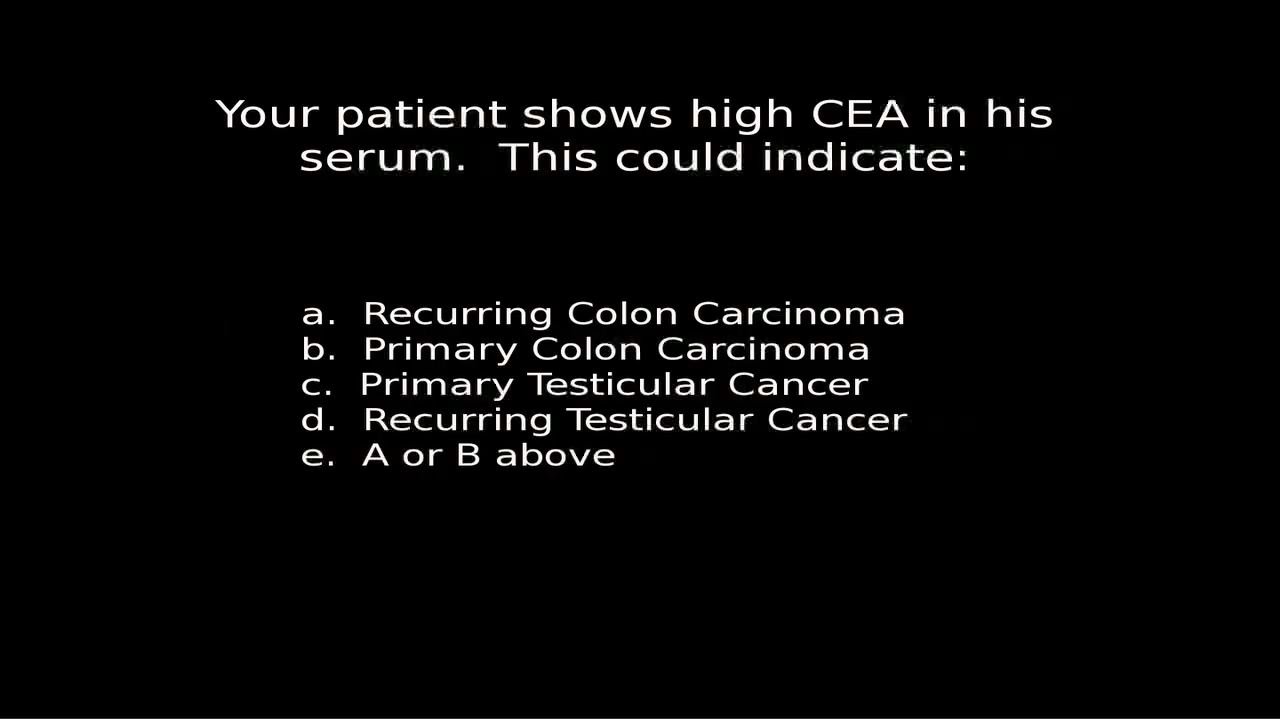 Your patient shows high CEA in his
serum.  This could indicate:
a.  Recurring Colon Carcinoma
b.  Primary Colon Carcinoma
c.  Primary Testicular Cancer
d.  Recurring Testicular Cancer
e.  A or B above